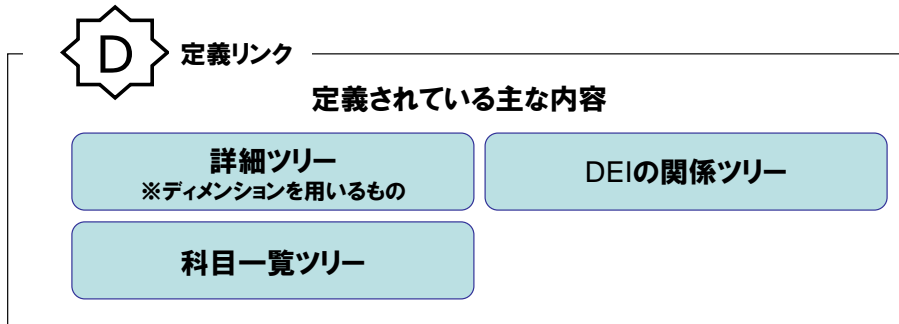 D 定義リンク
定義されている主な内容
詳細ツリー
※ディメンションを用いるもの
DEIの関係ツリー
科目一覧ツリー